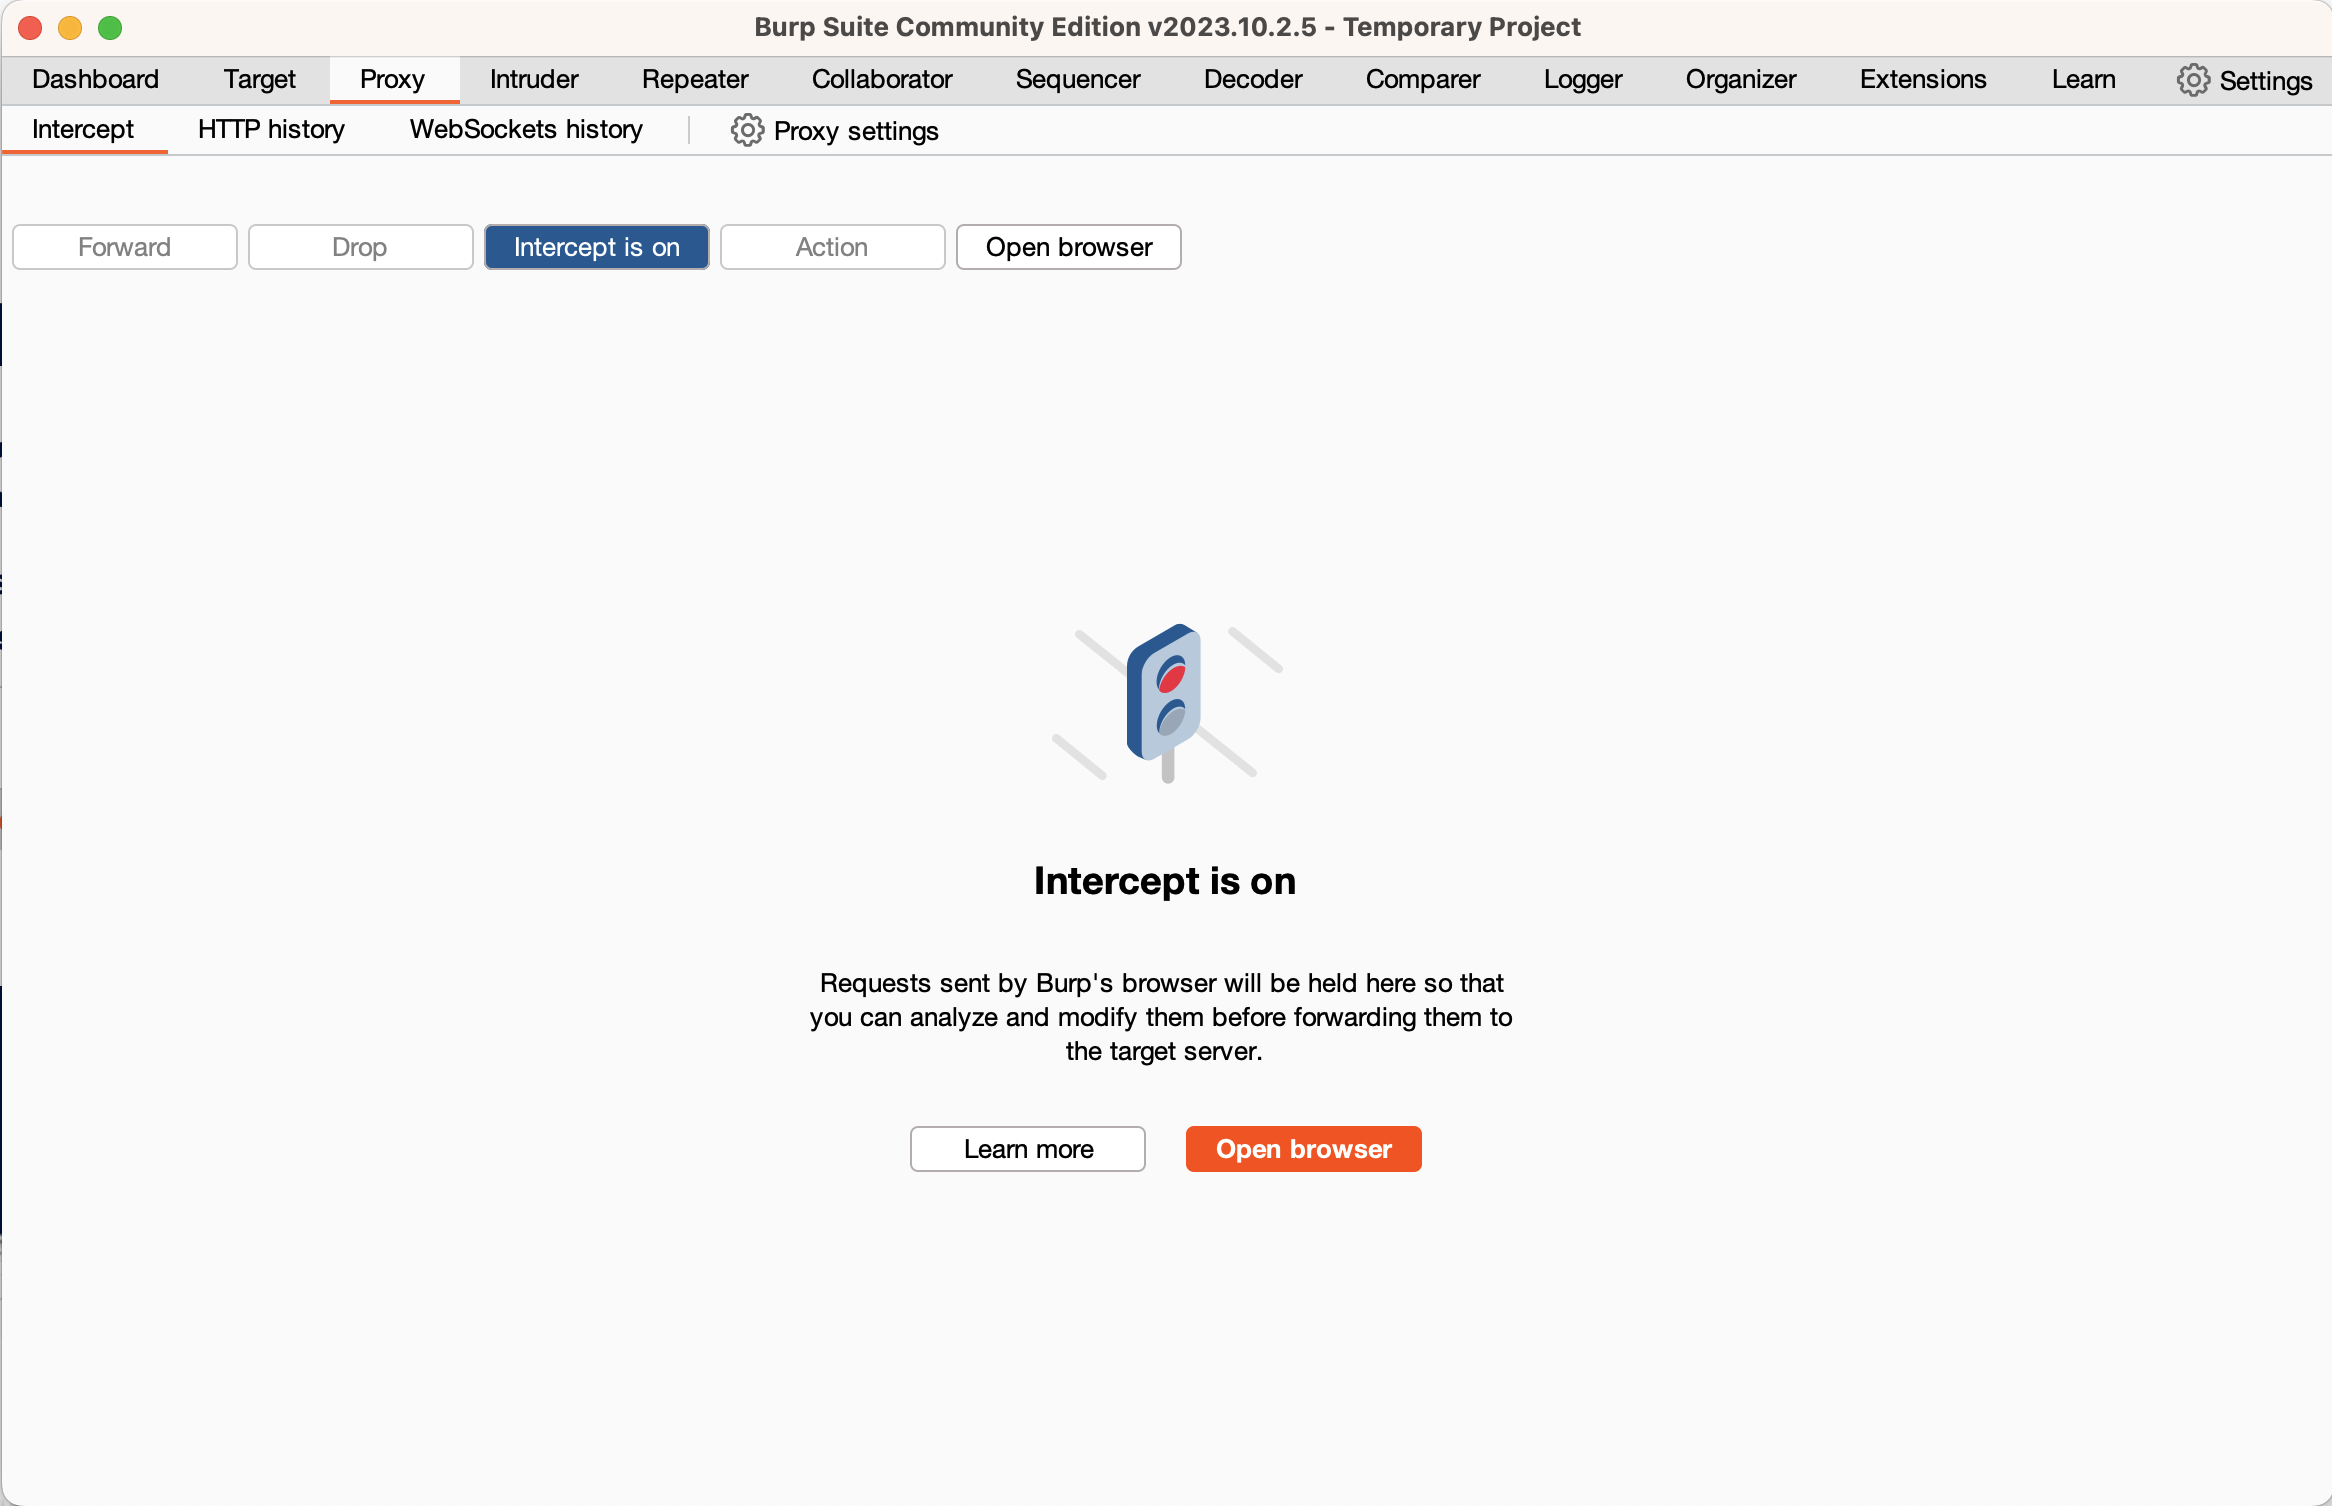 Burp Suite Community Edition v2023.10.2.5 - Temporary Project
Dashboard Target Proxy Intruder Repeater Collaborator Sequencer Decoder Comparer Logger Organizer Extensions Learn Settings
Intercept HTTP history WebSockets history Proxy settings
Forward Drop Intercept is on Action Open browser
Intercept is on
Requests sent by Burp's browser will be held here so that
you can analyze and modify them before forwarding them to
the target server.
Learn more Open browser